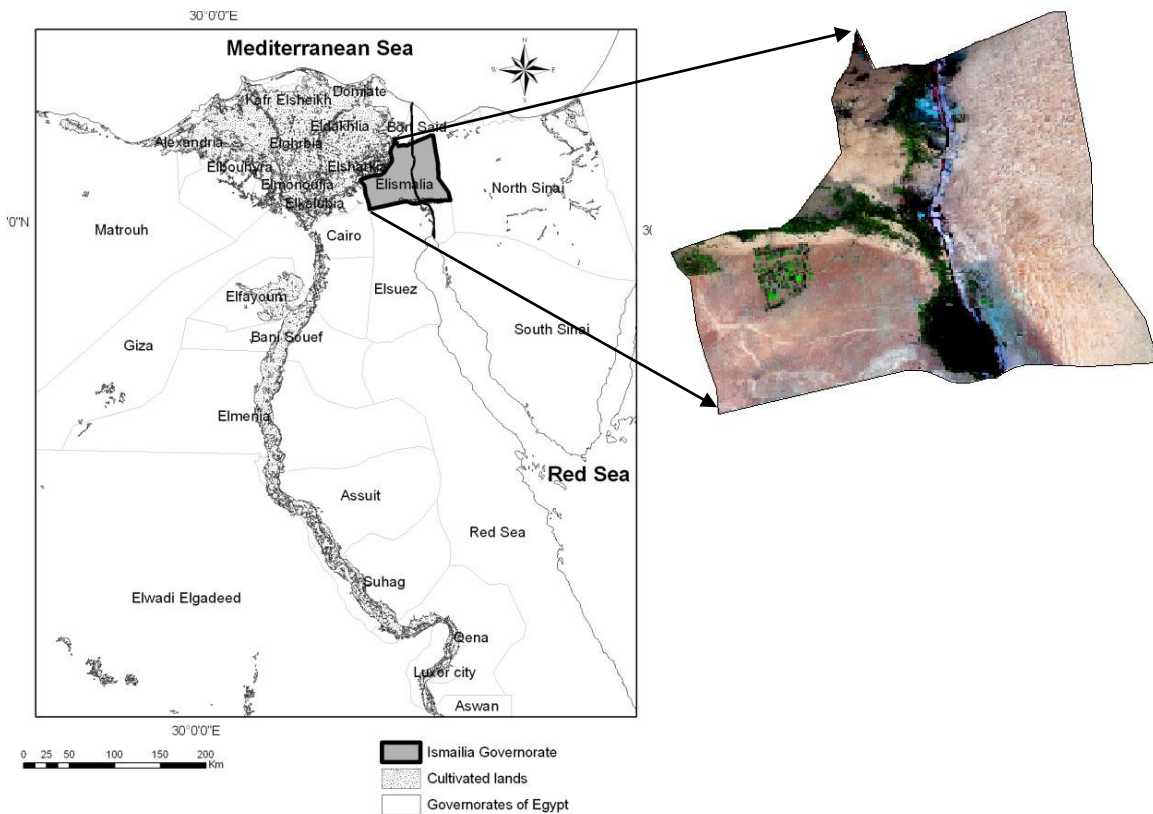 30°0'0"E
Mediterranean Sea
N
W
E
S
Domiate
Kafr Elsheikh
Eldakhlia
Bort Said
Alexandria
Elghrbia
Elbouhyra
Elsharkia
Elmonoufia
Elismalia
North Sinai
Elkalubia
0"N
Matrouh
Cairo
30
Elfayoum
Elsuez
South Sinai
Giza
Bani Souef
Elmenia
Red Sea
Assuit
Red Sea
Suhag
Elwadi Elgadeed
Qena
Luxor city
Aswan
30°0'0"E
0 25 50 100 150 200
Km
Ismailia Governorate
Cultivated lands
Governorates of Egypt